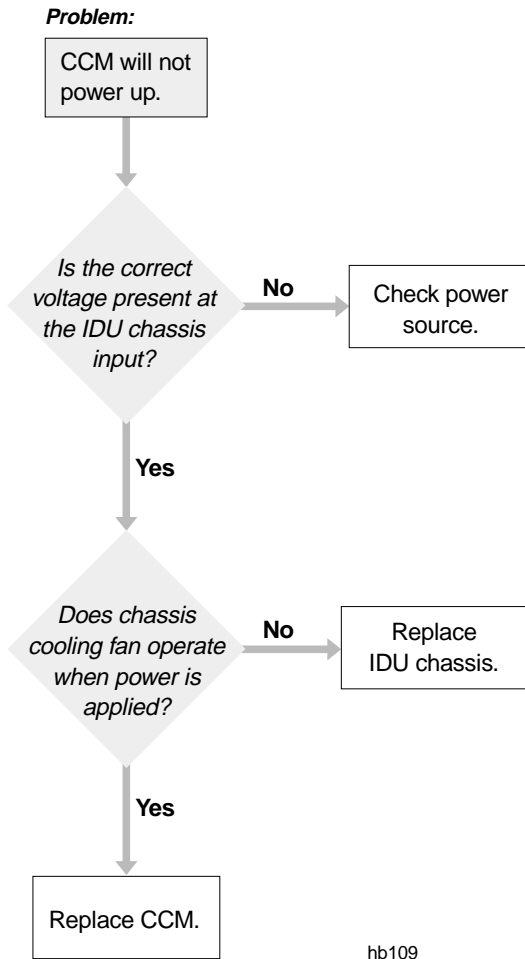 Problem:
CCM will not
power up.
Is the correct
voltage present at
the IDU chassis
input?
No
Check power
source.
Yes
Does chassis
cooling fan operate
when power is
applied?
No
Replace
IDU chassis.
Yes
Replace CCM.
hb109